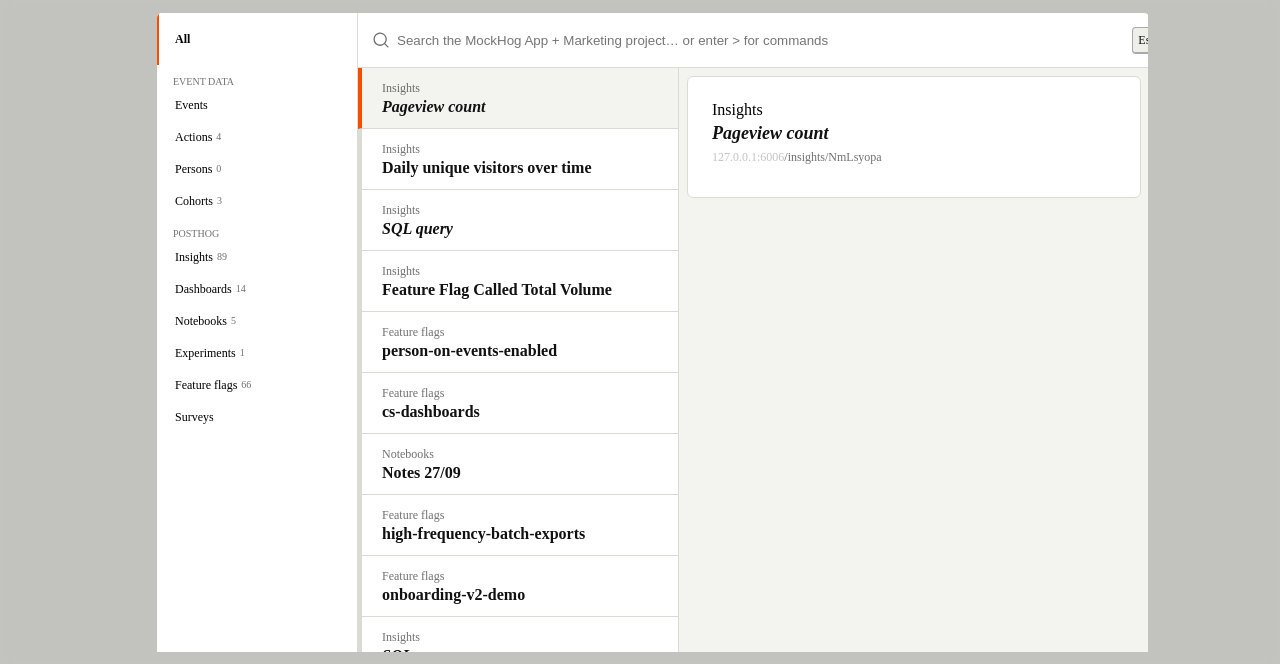 All
EVENT DATA
Events
Actions 4
Persons 0
Cohorts 3
POSTHOG
Insights 89
Dashboards 14
Notebooks 5
Experiments 1
Feature flags 66
Surveys
Search the MockHog App + Marketing project… or enter > for commands
Insights
Pageview count
Insights
Daily unique visitors over time
Insights
SQL query
Insights
Feature Flag Called Total Volume
Feature flags
person-on-events-enabled
Feature flags
cs-dashboards
Notebooks
Notes 27/09
Feature flags
high-frequency-batch-exports
Feature flags
onboarding-v2-demo
Insights
Insights
Pageview count
127.0.0.1:6006/insights/NmLsyopa